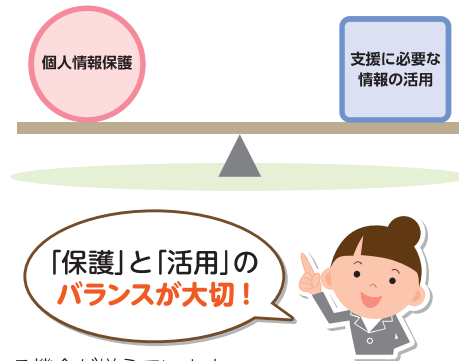 個人情報保護
支援に必要な
情報の活用
「保護」と「活用」の
バランスが大切!